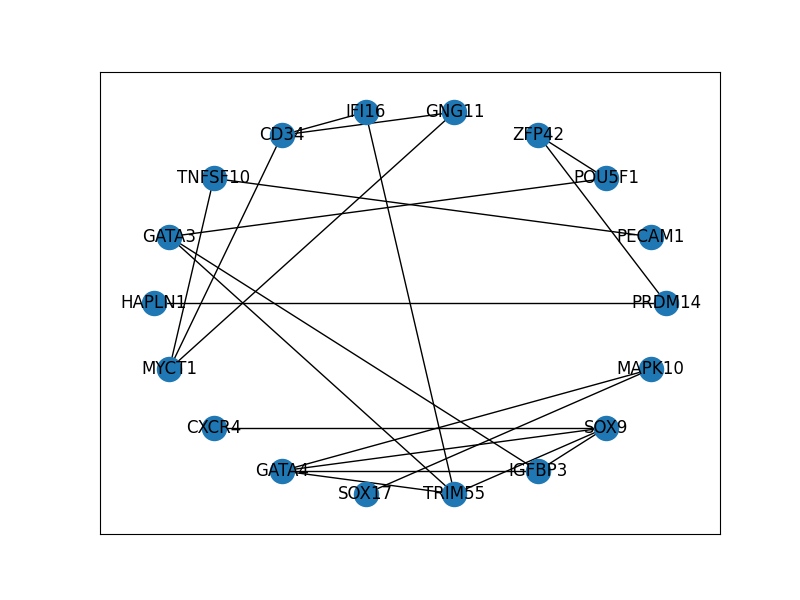 IFI16
GNG11
CD34
ZFP42
TNFSF10
POU5F1
GATA3
PECAM1
HAPLN1
PRDM14
MYCT1
MAPK10
CXCR4
SOX9
GATA4
IGFBP3
SOX17
TRIM55